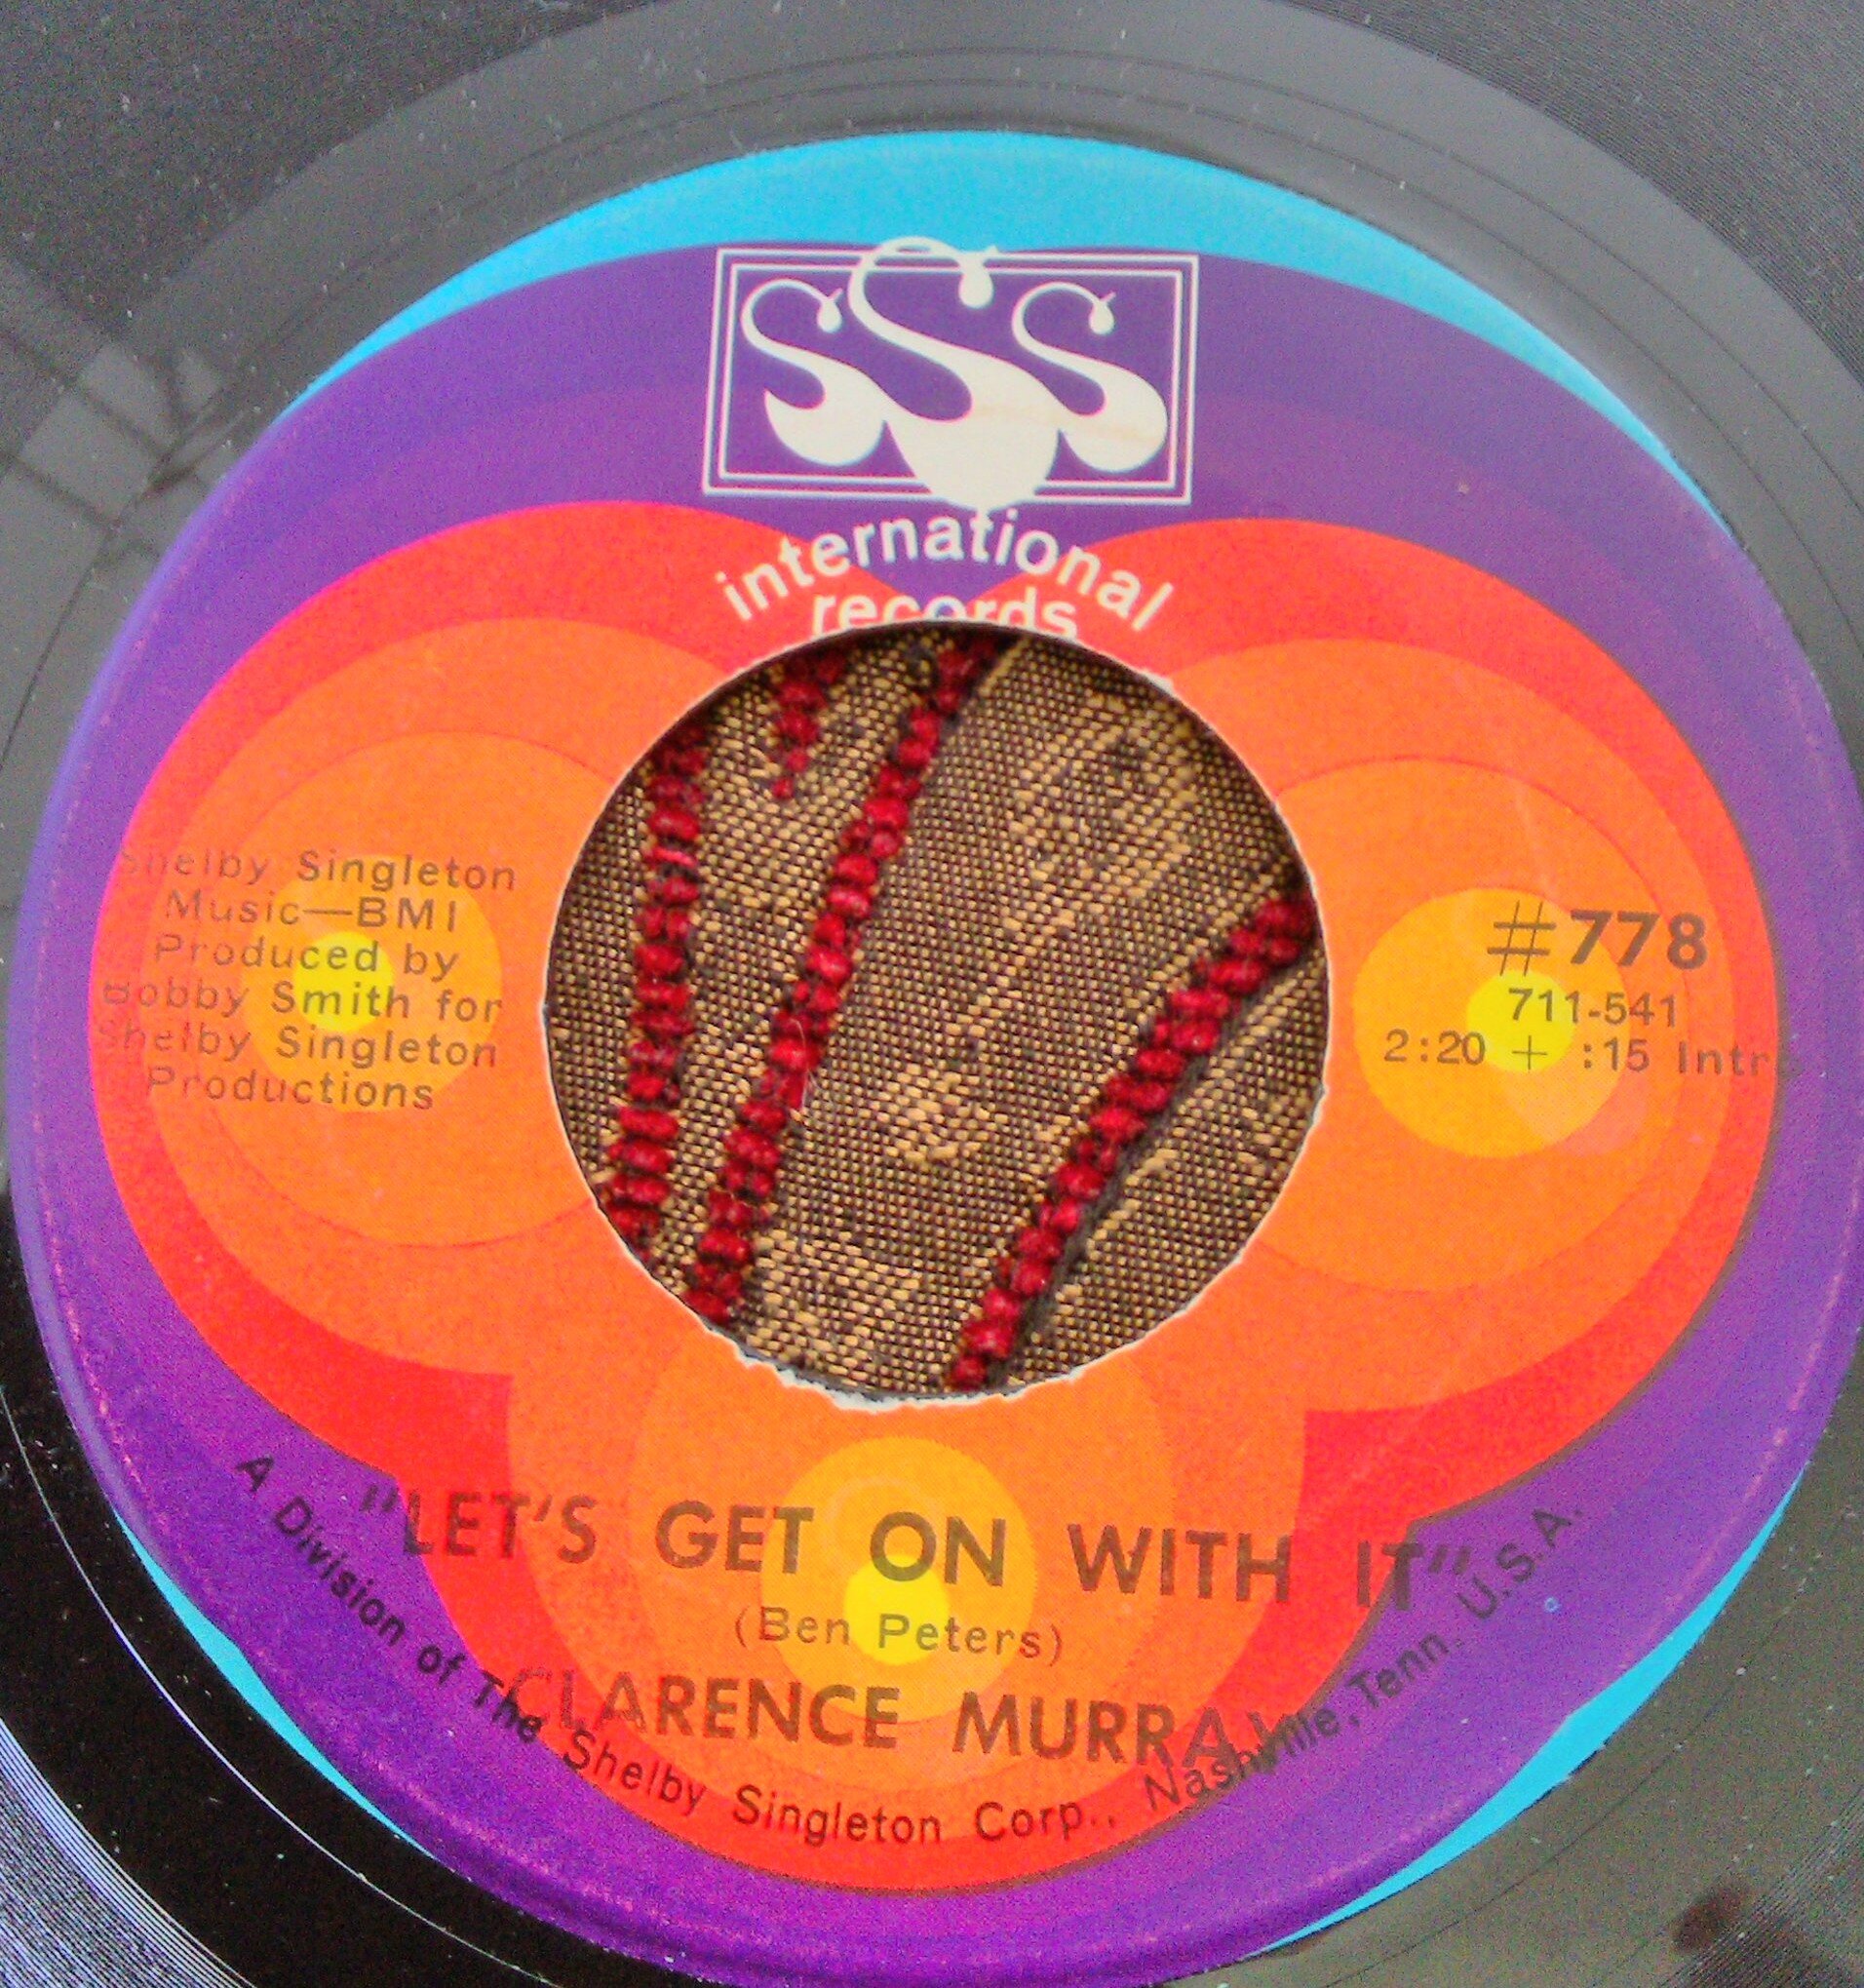 SSS
international
records
Shelby Singleton
Music—BMI
Produced by
Bobby Smith for
Shelby Singleton
Productions
#778
711-541
2:20 + :15 Intro
"LET'S GET ON WITH IT"
(Ben Peters)
CLARENCE MURRAY
A Division of The Shelby Singleton Corp., Nashville, Tenn. U.S.A.